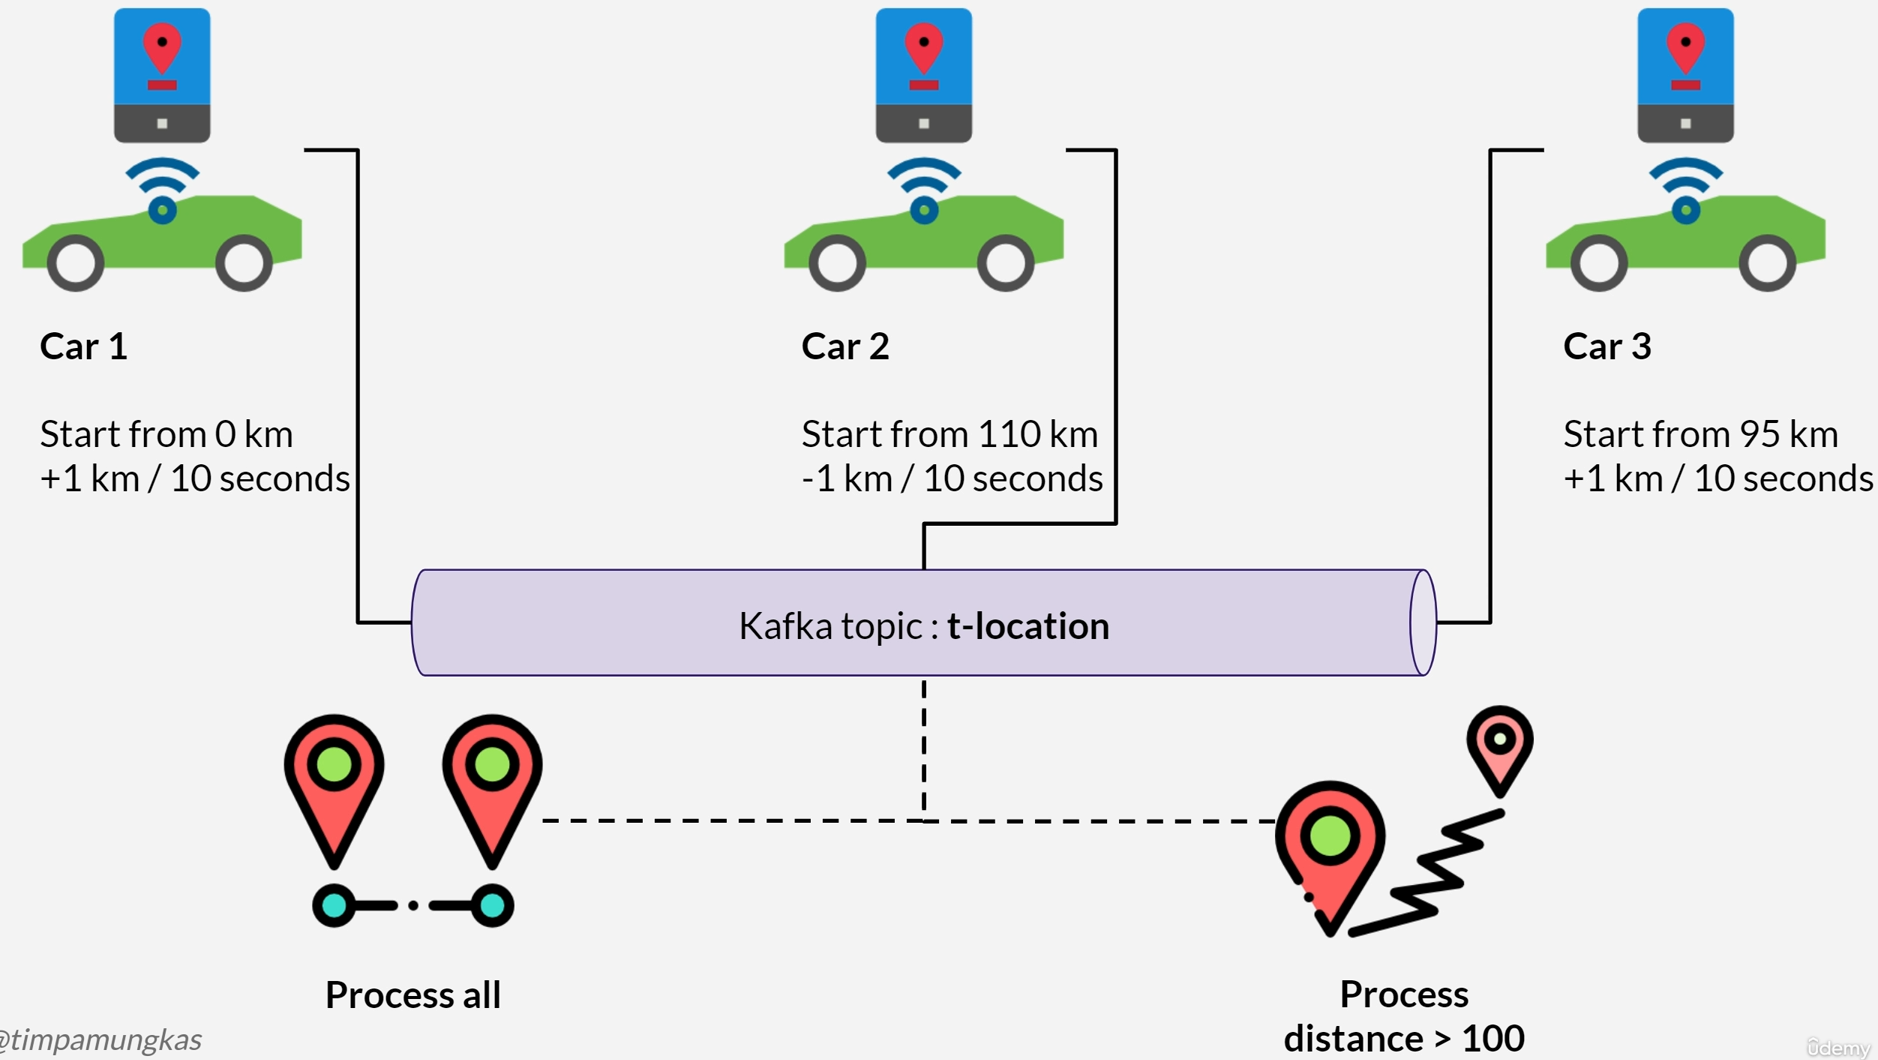 Car 1
Start from 0 km
+1 km / 10 seconds
Car 2
Start from 110 km
-1 km / 10 seconds
Car 3
Start from 95 km
+1 km / 10 seconds
Kafka topic : t-location
Process all
Process
distance > 100
@timpamungkas
ûdemy